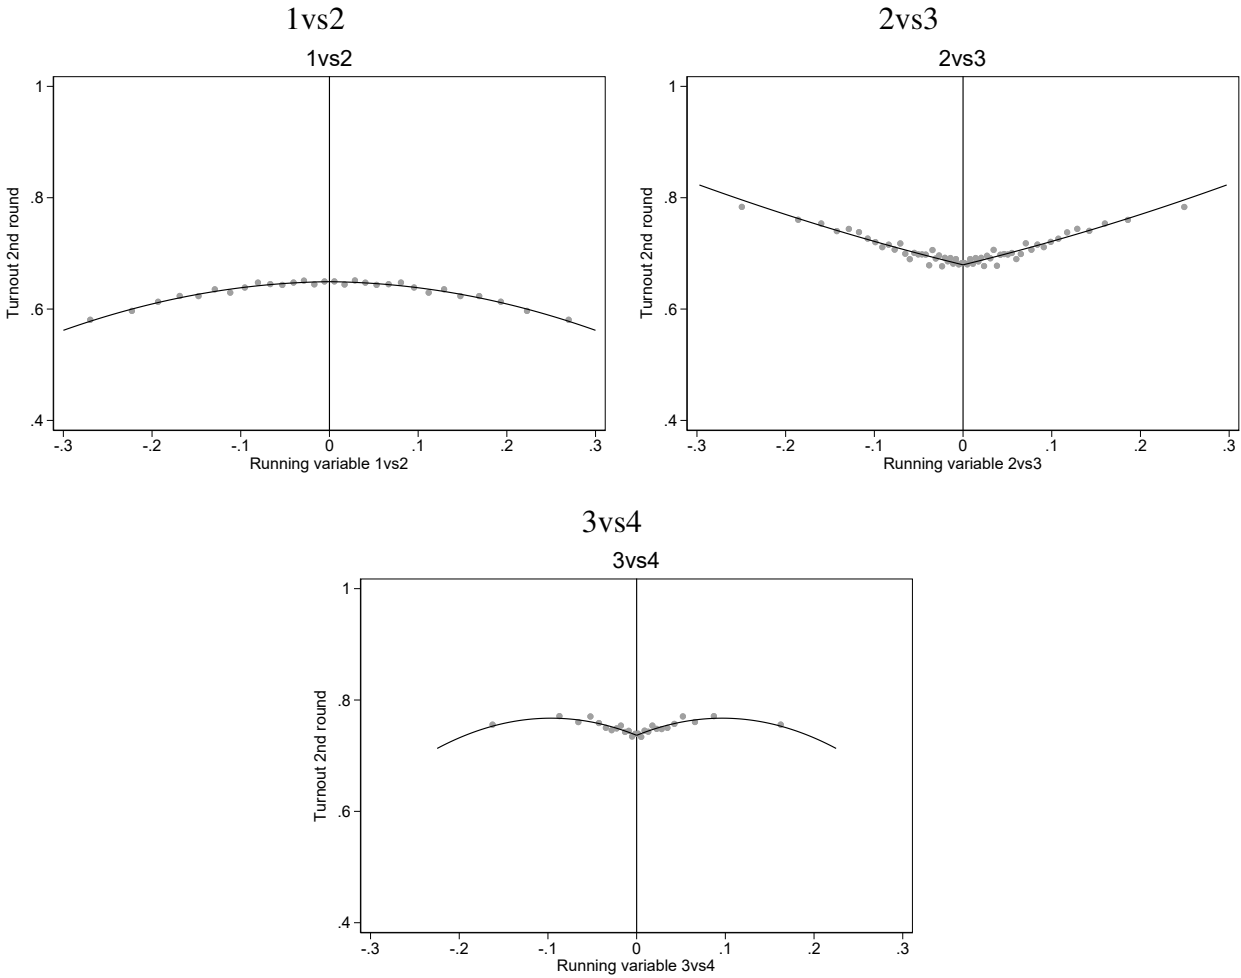 1vs2
1vs2
1
.8
.6
.4
Turnout 2nd round
-.3 -.2 -.1 0 .1 .2 .3
Running variable 1vs2
2vs3
2vs3
1
.8
.6
.4
Turnout 2nd round
-.3 -.2 -.1 0 .1 .2 .3
Running variable 2vs3
3vs4
3vs4
1
.8
.6
.4
Turnout 2nd round
-.3 -.2 -.1 0 .1 .2 .3
Running variable 3vs4